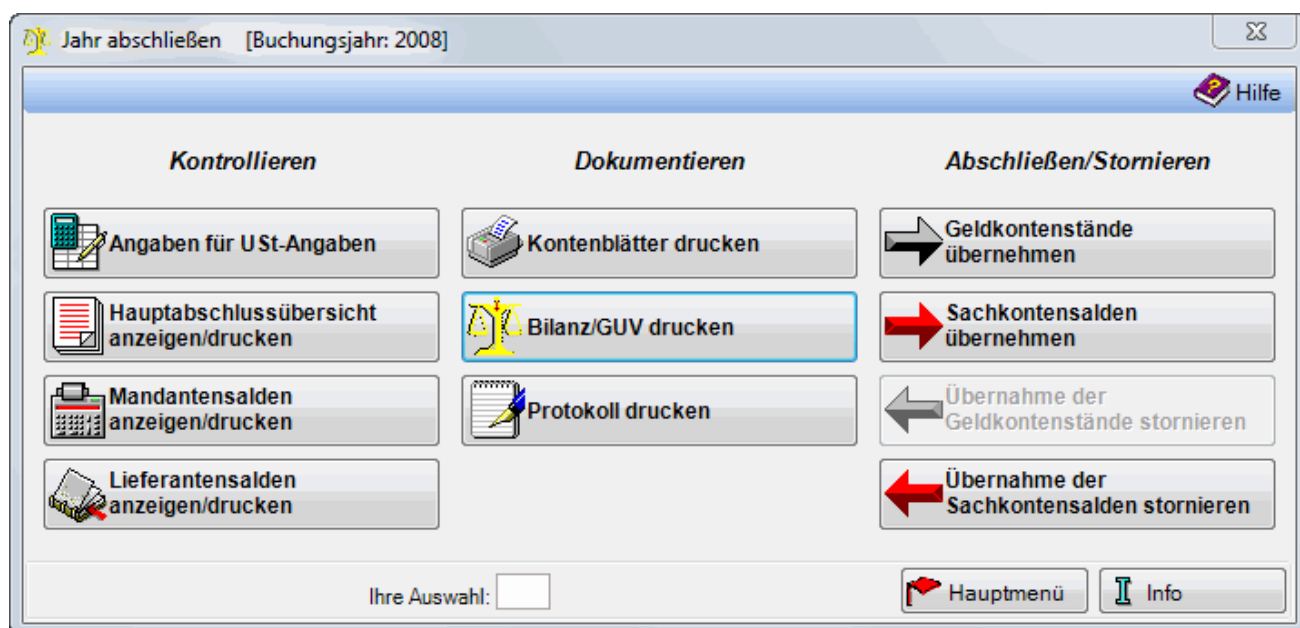 Jahr abschließen [Buchungsjahr: 2008]
Hilfe
Kontrollieren
Dokumentieren
Abschließen/Stornieren
Angaben für USt-Angaben
Kontenblätter drucken
Geldkontenstände
übernehmen
Hauptabschlussübersicht
anzeigen/drucken
Bilanz/GUV drucken
Sachkontensalden
übernehmen
Mandantensalden
anzeigen/drucken
Protokoll drucken
Übernahme der
Geldkontenstände stornieren
Lieferantensalden
anzeigen/drucken
Übernahme der
Sachkontensalden stornieren
Ihre Auswahl:
Hauptmenü
Info